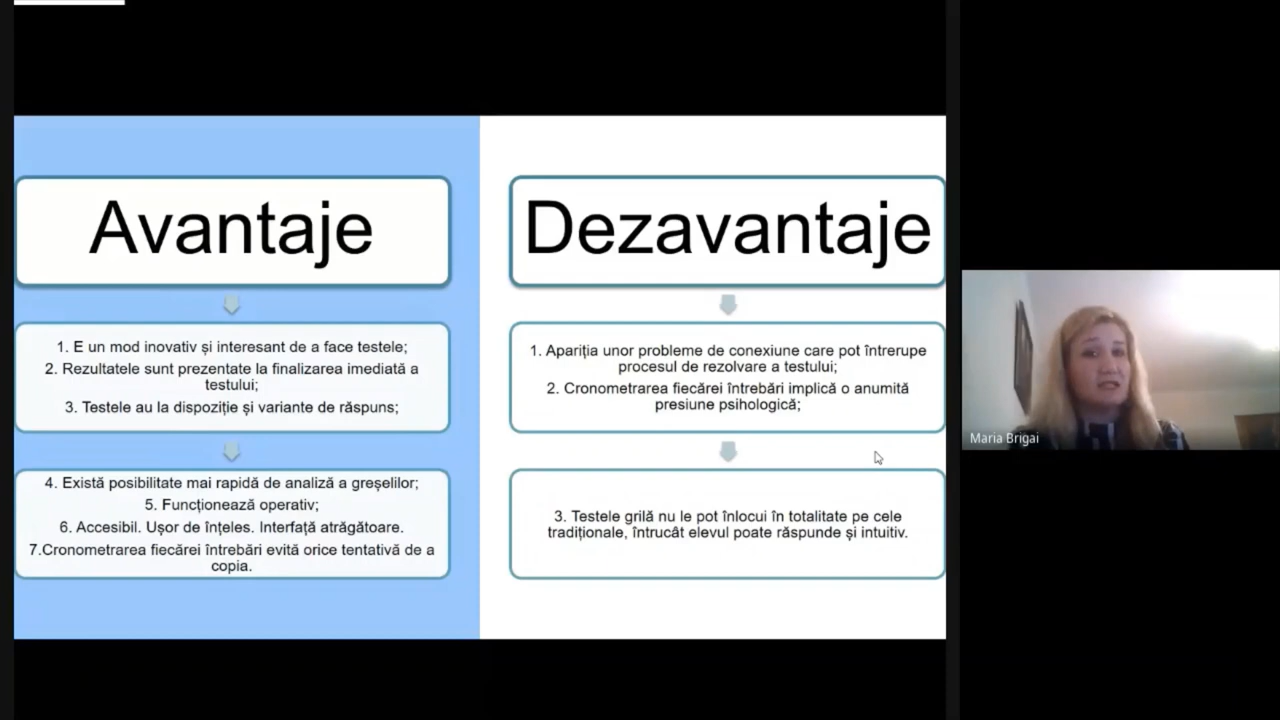 Avantaje
1. E un mod inovativ și interesant de a face testele;
2. Rezultatele sunt prezentate la finalizarea imediată a
testului;
3. Testele au la dispoziție și variante de răspuns;
4. Există posibilitate mai rapidă de analiză a greșelilor;
5. Funcționează operativ;
6. Accesibil. Ușor de înțeles. Interfață atrăgătoare.
7.Cronometrarea fiecărei întrebări evită orice tentativă de a
copia.
Dezavantaje
1. Apariția unor probleme de conexiune care pot întrerupe
procesul de rezolvare a testului;
2. Cronometrarea fiecărei întrebări implică o anumită
presiune psihologică;
3. Testele grilă nu le pot înlocui în totalitate pe cele
tradiționale, întrucât elevul poate răspunde și intuitiv.
Maria Brigai